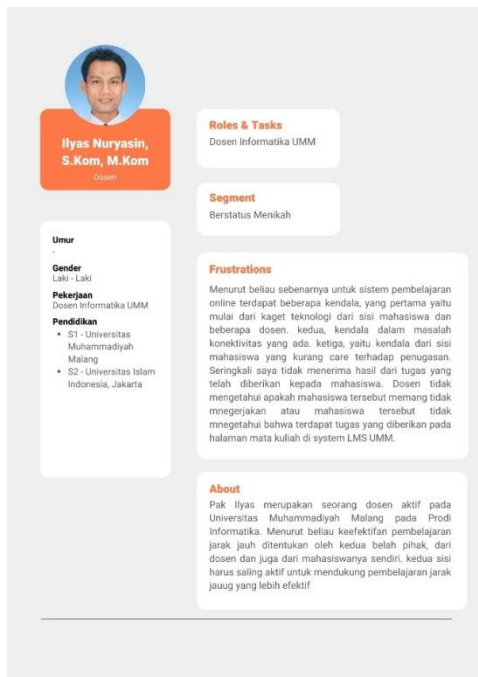 Ilyas Nuryasin,
S.Kom, M.Kom
Dosen
Umur
-
Gender
Laki - Laki
Pekerjaan
Dosen Informatika UMM
Pendidikan
• S1 - Universitas
Muhammadiyah
Malang
• S2 - Universitas Islam
Indonesia, Jakarta
Roles & Tasks
Dosen Informatika UMM
Segment
Berstatus Menikah
Frustrations
Menurut beliau sebenarnya untuk sistem pembelajaran
online terdapat beberapa kendala, yang pertama yaitu
mulai dari kaget teknologi dari sisi mahasiswa dan
beberapa dosen. kedua, kendala dalam masalah
konektivitas yang ada. ketiga, yaitu kendala dari sisi
mahasiswa yang kurang care terhadap penugasan.
Seringkali saya tidak menerima hasil dari tugas yang
telah diberikan kepada mahasiswa. Dosen tidak
mengetahui apakah mahasiswa tersebut memang tidak
mnegerjakan atau mahasiswa tersebut tidak
mnegetahui bahwa terdapat tugas yang diberikan pada
halaman mata kuliah di system LMS UMM.
About
Pak Ilyas merupakan seorang dosen aktif pada
Universitas Muhammadiyah Malang pada Prodi
Informatika. Menurut beliau keefektifan pembelajaran
jarak jauh ditentukan oleh kedua belah pihak, dari
dosen dan juga dari mahasiswanya sendiri. kedua sisi
harus saling aktif untuk mendukung pembelajaran jarak
jauug yang lebih efektif